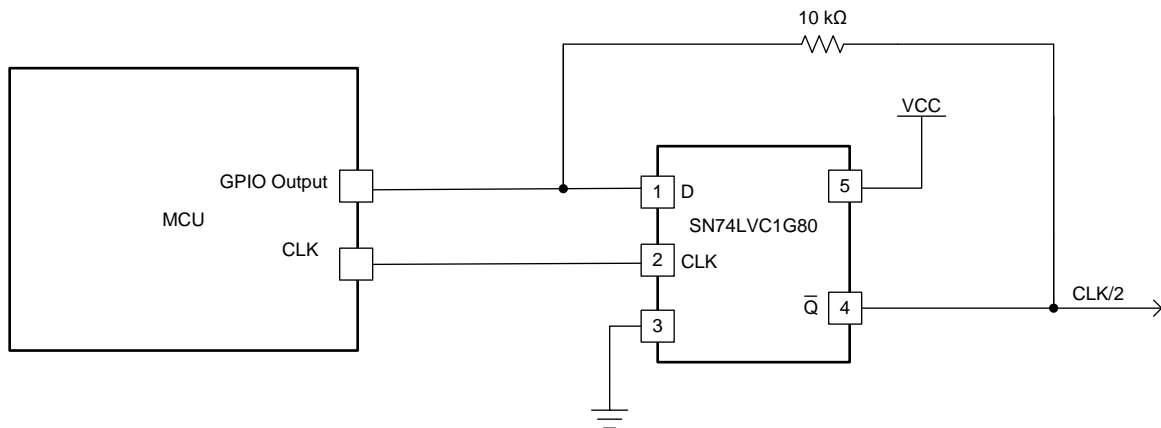 10 kΩ
VCC
GPIO Output
1 D
5
MCU
SN74LVC1G80
CLK
2 CLK
Q̅ 4
CLK/2
3